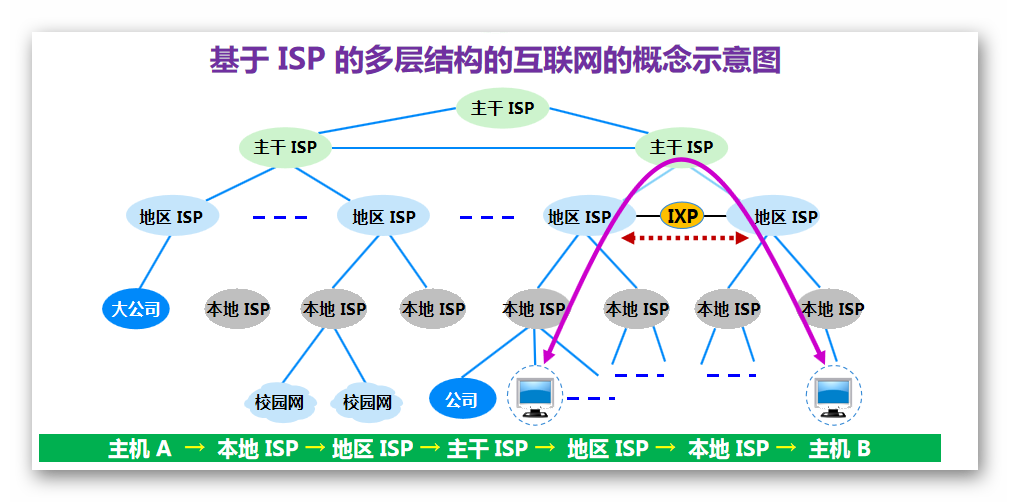 基于 ISP 的多层结构的互联网的概念示意图
主干 ISP
主干 ISP
主干 ISP
地区 ISP
地区 ISP
地区 ISP
IXP
地区 ISP
大公司
本地 ISP
本地 ISP
本地 ISP
本地 ISP
本地 ISP
本地 ISP
本地 ISP
校园网
校园网
公司
主机 A → 本地 ISP → 地区 ISP → 主干 ISP → 地区 ISP → 本地 ISP → 主机 B